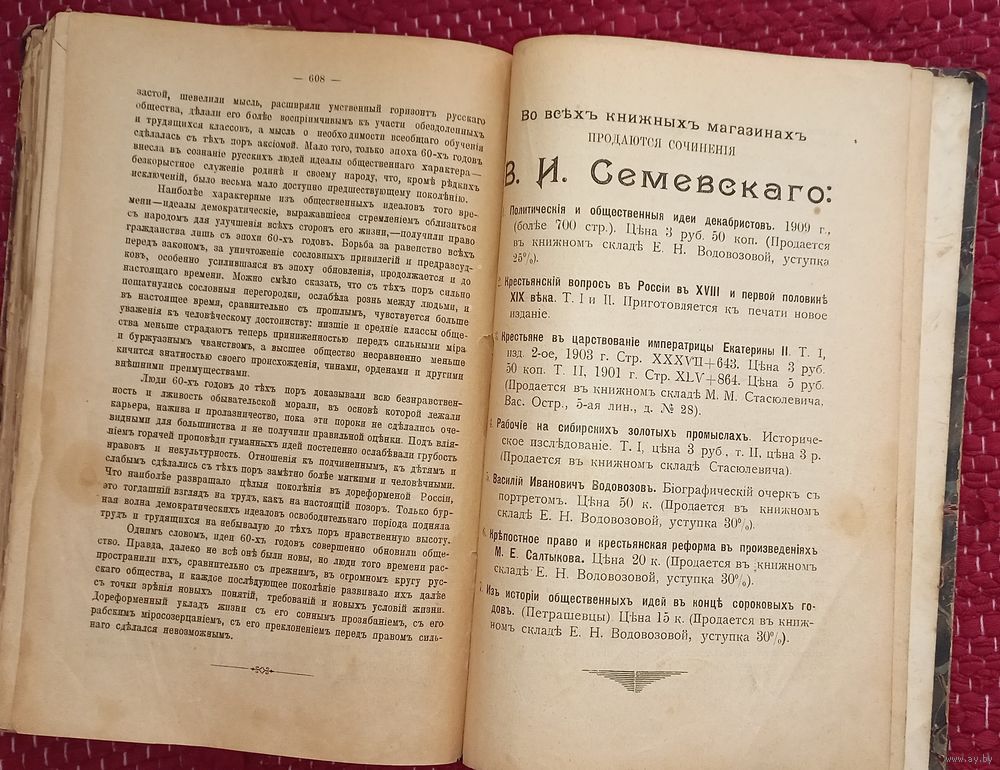 — 608 —
застой, шевелили мысль, расширяли умственный горизонтъ русскаго
общества, дѣлали его болѣе воспріимчивымъ къ участи обездоленныхъ
и трудящихся классовъ, а мысль о необходимости всеобщаго обученія
сдѣлалась съ тѣхъ поръ аксіомой. Мало того, только эпоха 60-хъ годовъ
внесла въ сознаніе русскихъ людей идеалы общественнаго характера—
безкорыстное служеніе родинѣ и своему народу, что, кромѣ рѣдкихъ
исключеній, было весьма мало доступно предшествующему поколѣнію.
Наиболѣе характерные изъ общественныхъ идеаловъ того вре-
мени—идеалы демократическіе, выражавшіеся стремленіемъ сблизиться
съ народомъ для улучшенія всѣхъ сторонъ его жизни,—получили право
гражданства лишь съ эпохи 60-хъ годовъ. Борьба за равенство всѣхъ
передъ закономъ, за уничтоженіе сословныхъ привилегій и предразсуд-
ковъ, особенно усилившаяся въ эпоху обновленія, продолжается и до
настоящаго времени. Можно смѣло сказать, что съ тѣхъ поръ сильно
пошатнулись сословныя перегородки, ослабѣла рознь между людьми, и
въ настоящее время, сравнительно съ прошлымъ, чувствуется больше
уваженія къ человѣческому достоинству: низшіе и средніе классы обще-
ства меньше страдаютъ теперь приниженностью передъ сильными міра
и буржуазнымъ чванствомъ, а высшее общество несравненно меньше
кичится знатностью своего происхожденія, чинами, орденами и другими
внѣшними преимуществами.
Люди 60-хъ годовъ до тѣхъ поръ доказывали всю безнравствен-
ность и лживость обывательской морали, въ основѣ которой лежали
карьера, нажива и пролазничество, пока эти пороки не сдѣлались оче-
видными для большинства и не получили правильной оцѣнки. Подъ влія-
ніемъ горячей проповѣди гуманныхъ идей постепенно ослабѣвали грубость
нравовъ и некультурность. Отношенія къ подчиненнымъ, къ дѣтямъ и
слабымъ сдѣлались съ тѣхъ поръ замѣтно болѣе мягкими и человѣчными.
Что наиболѣе развращало цѣлыя поколѣнія въ дореформенной Россіи,
это тогдашній взглядъ на трудъ, какъ на настоящій позоръ. Только бур-
ная волна демократическихъ идеаловъ освободительнаго періода подняла
трудъ и трудящихся на небывалую до тѣхъ поръ нравственную высоту.
Однимъ словомъ, идеи 60-хъ годовъ совершенно обновили обще-
ство. Правда, далеко не всѣ онѣ были новы, но люди того времени рас-
пространили ихъ, сравнительно съ прежнимъ, въ огромномъ кругу рус-
скаго общества, и каждое послѣдующее поколѣніе развивало ихъ далѣе
съ точки зрѣнія новыхъ понятій, требованій и новыхъ условій жизни.
Дореформенный укладъ жизни съ его соннымъ прозябаніемъ, съ его
рабскимъ міросозерцаніемъ, съ его преклоненіемъ передъ правомъ силь-
наго сдѣлался невозможнымъ.
Во всѣхъ книжныхъ магазинахъ
ПРОДАЮТСЯ СОЧИНЕНІЯ
В. И. Семевскаго:
Политическія и общественныя идеи декабристовъ. 1909 г.,
(болѣе 700 стр.). Цѣна 3 руб. 50 коп. (Продается
въ книжномъ складѣ Е. Н. Водовозовой, уступка
25%).
2. Крестьянскій вопросъ въ Россіи въ XVIII и первой половинѣ
XIX вѣка. Т. I и II. Приготовляется къ печати новое
изданіе.
Крестьяне въ царствованіе императрицы Екатерины II. Т. I,
изд. 2-ое, 1903 г. Стр. XXXVII+643. Цѣна 3 руб.
50 коп. Т. II, 1901 г. Стр. XLV+864. Цѣна 5 руб.
(Продается въ книжномъ складѣ М. М. Стасюлевича,
Вас. Остр., 5-ая лин., д. № 28).
Рабочіе на сибирскихъ золотыхъ промыслахъ. Историче-
ское изслѣдованіе. Т. I, цѣна 3 руб., т. II, цѣна 3 р.
(Продается въ книжномъ складѣ Стасюлевича).
5. Василій Ивановичъ Водовозовъ. Біографическій очеркъ съ
портретомъ. Цѣна 50 к. (Продается въ книжномъ
складѣ Е. Н. Водовозовой, уступка 30%).
6. Крѣпостное право и крестьянская реформа въ произведеніяхъ
М. Е. Салтыкова. Цѣна 20 к. (Продается въ книжномъ
складѣ Е. Н. Водовозовой, уступка 30%).
7. Изъ исторіи общественныхъ идей въ концѣ сороковыхъ го-
довъ. (Петрашевцы). Цѣна 15 к. (Продается въ книж-
номъ складѣ Е. Н. Водовозовой, уступка 30%).
www.ay.by